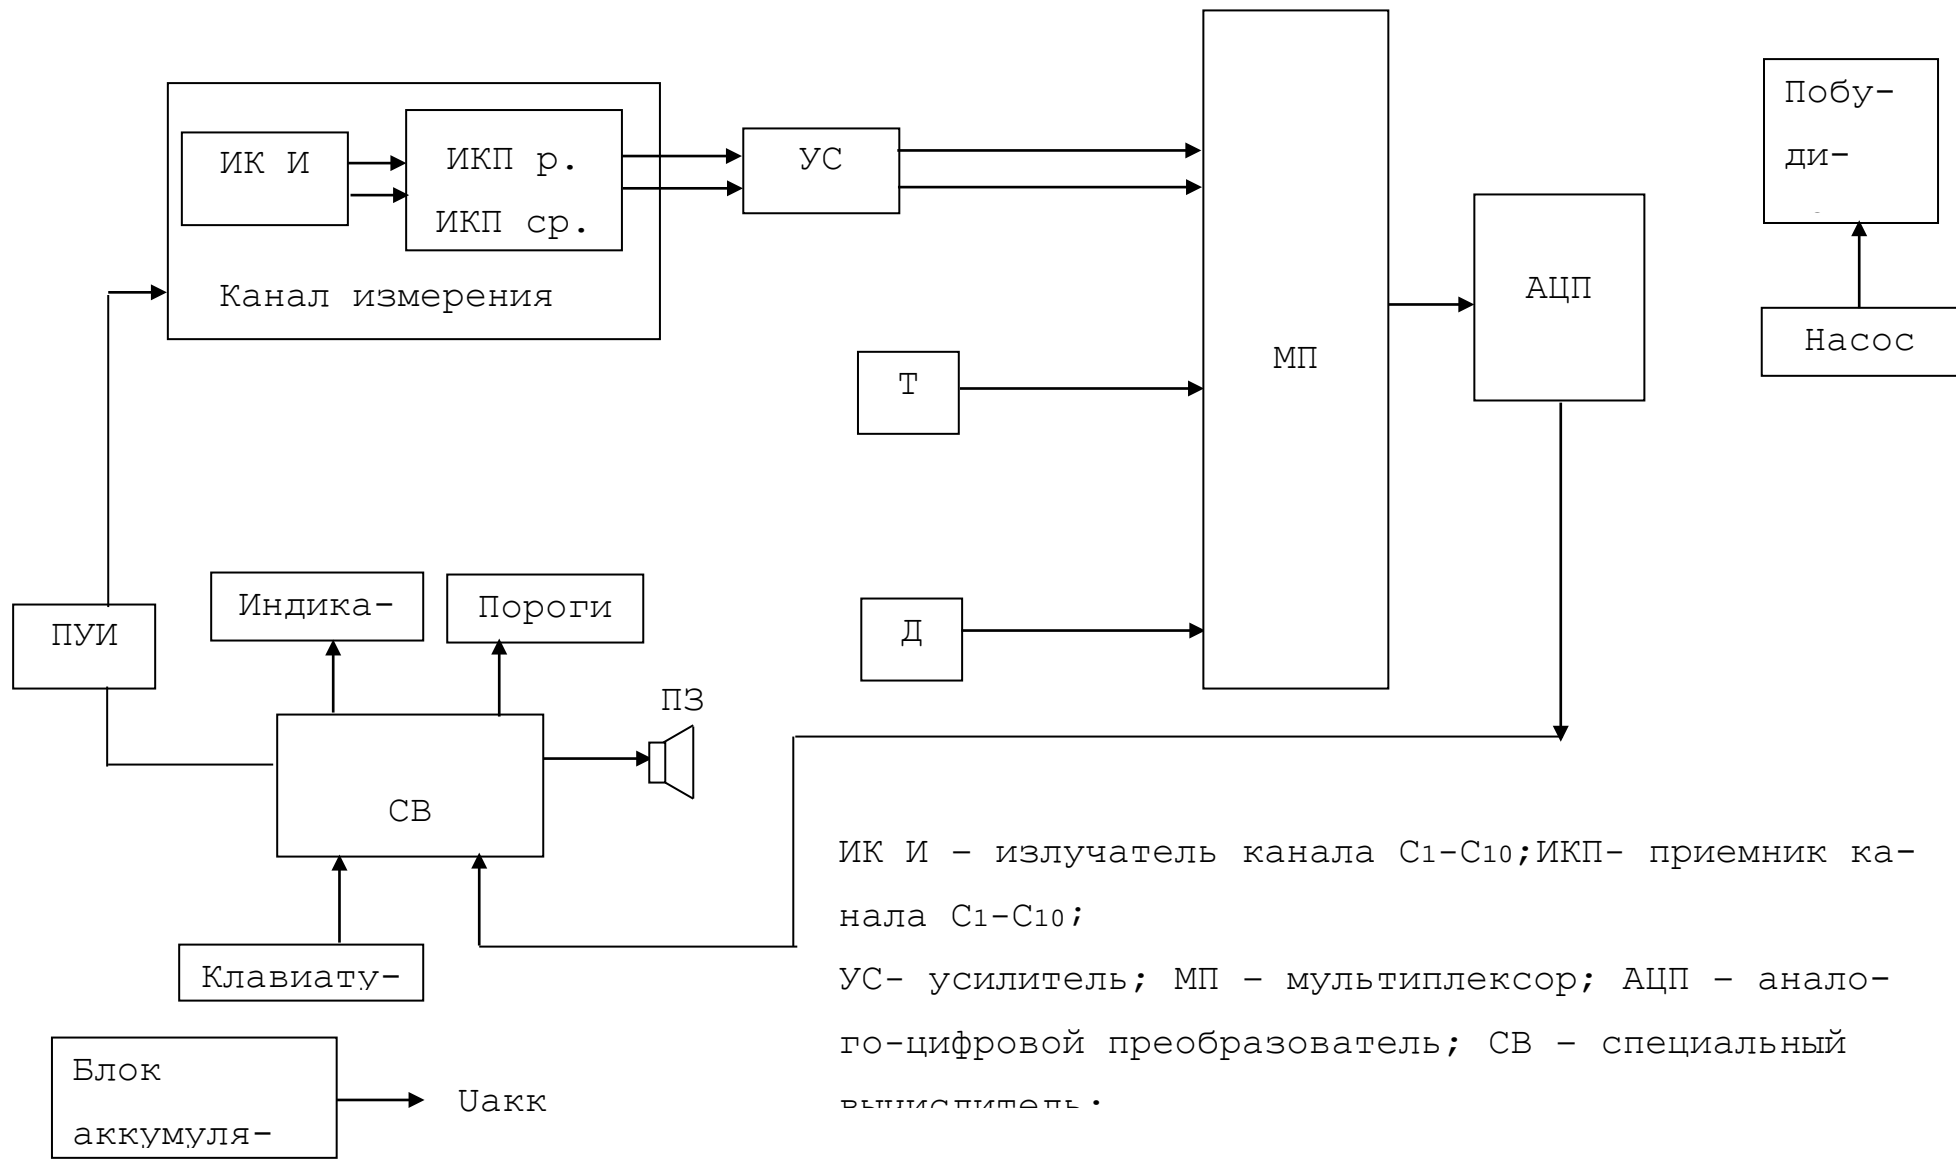 Побу-
ди-
ИК И
ИКП р.
УС
ИКП ср.
Канал измерения
АЦП
Насос
МП
Т
Индика-
Пороги
ПУИ
Д
ПЗ
СВ
ИК И – излучатель канала С1-С10;ИКП- приемник ка-
нала С1-С10;
УС- усилитель; МП – мультиплексор; АЦП – анало-
го-цифровой преобразователь; СВ – специальный
вычислитель;
Клавиату-
Блок
аккумуля-
Uакк